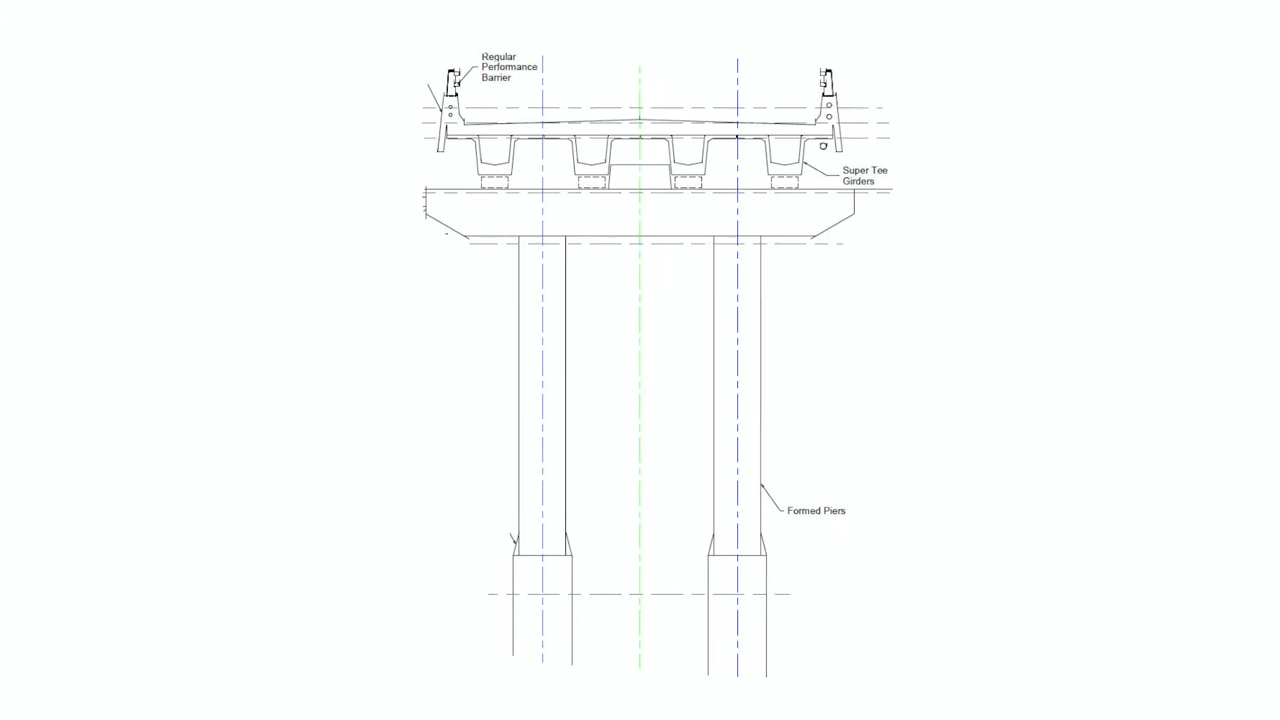 Regular
Performance
Barrier
Super Tee
Girders
Formed Piers